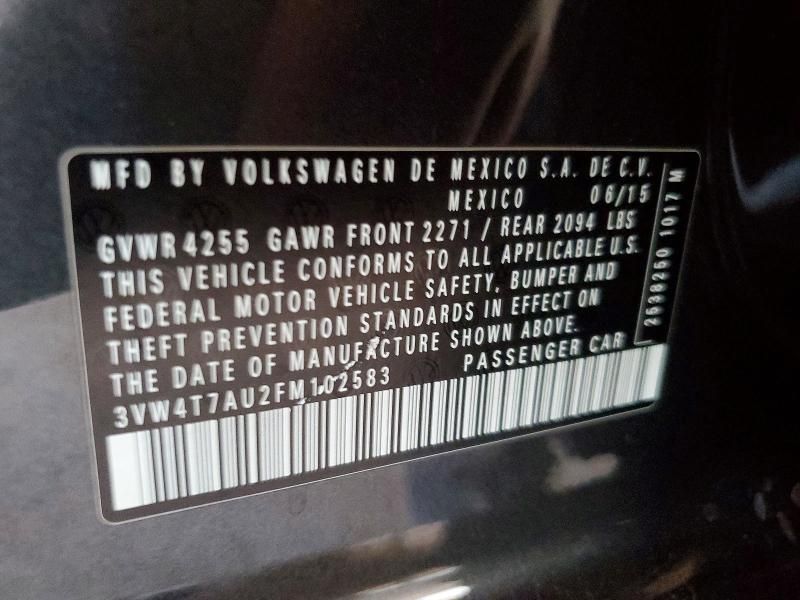 MFD BY VOLKSWAGEN DE MEXICO S.A. DE C.V.
MEXICO 06/15
GVWR 4255 GAWR FRONT 2271 / REAR 2094 LBS
THIS VEHICLE CONFORMS TO ALL APPLICABLE U.S.
FEDERAL MOTOR VEHICLE SAFETY, BUMPER AND
THEFT PREVENTION STANDARDS IN EFFECT ON
THE DATE OF MANUFACTURE SHOWN ABOVE.
3VW4T7AU2FM102583 PASSENGER CAR
2538250 1017 M